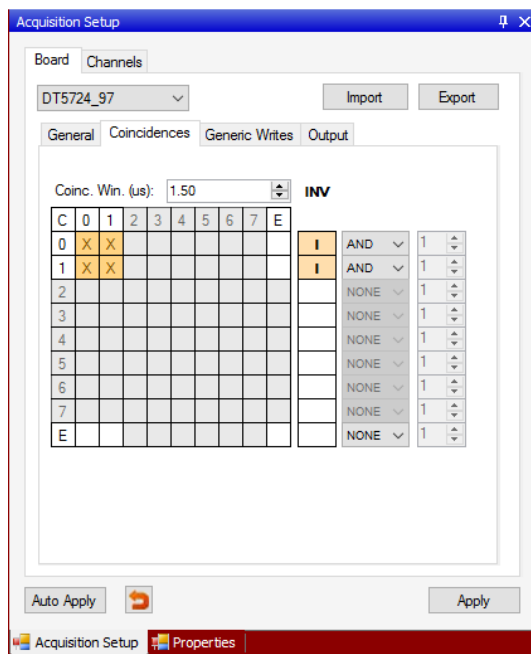 Acquisition Setup
Board Channels
DT5724_97 Import Export
General Coincidences Generic Writes Output
Coinc. Win. (us): 1.50 INV
C 0 1 2 3 4 5 6 7 E
0 X X I AND 1
1 X X I AND 1
2 NONE 1
3 NONE 1
4 NONE 1
5 NONE 1
6 NONE 1
7 NONE 1
E NONE 1
Auto Apply Apply
Acquisition Setup Properties